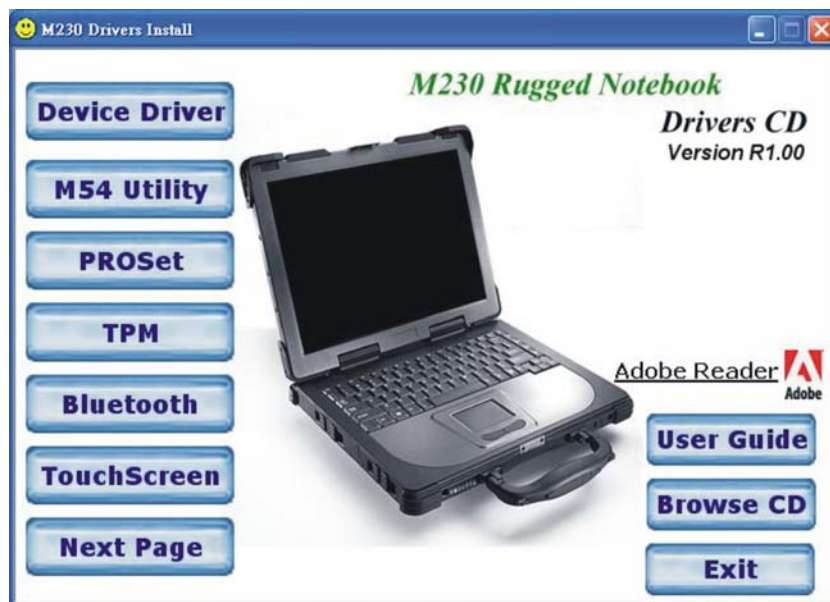 M230 Drivers Install
M230 Rugged Notebook
Drivers CD
Version R1.00
Device Driver
M54 Utility
PROSet
TPM
Bluetooth
TouchScreen
Next Page
Adobe Reader
Adobe
User Guide
Browse CD
Exit